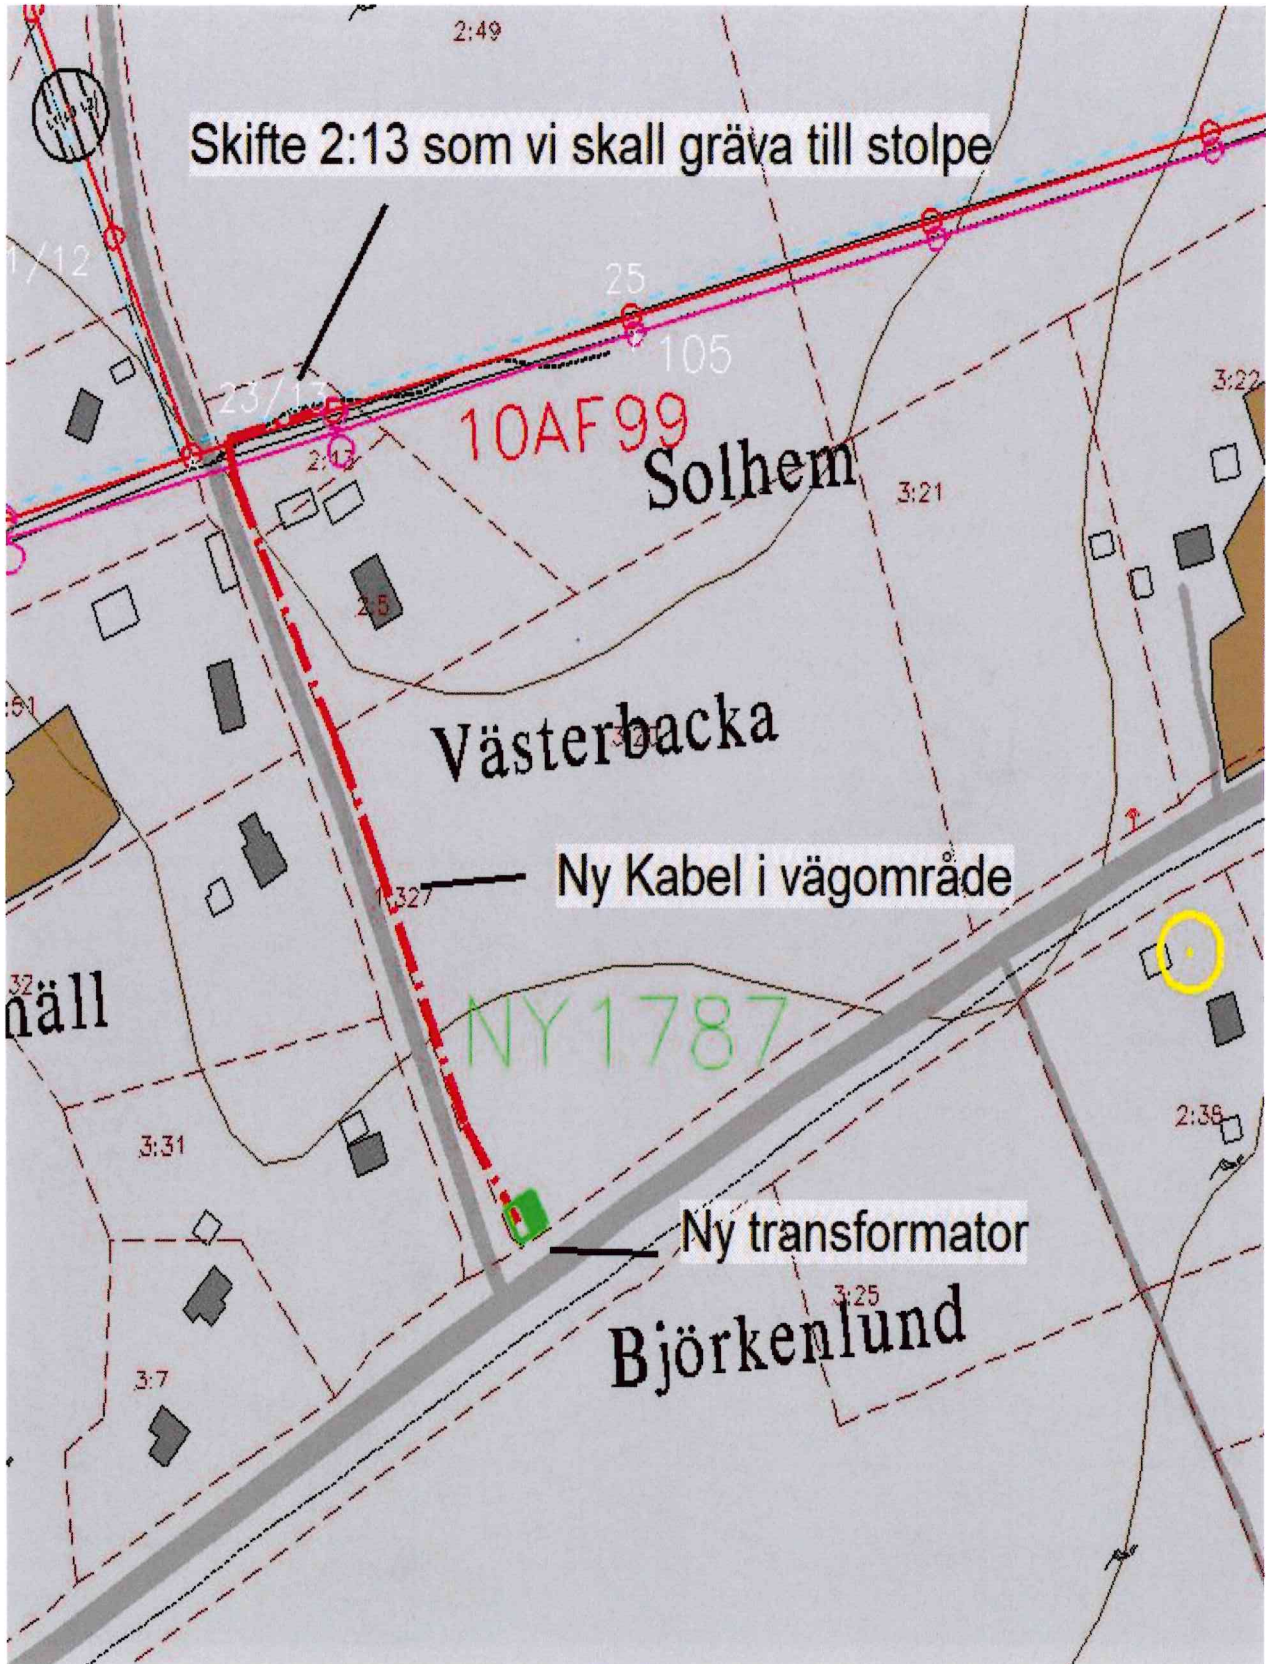 2:49
Skifte 2:13 som vi skall gräva till stolpe
1/12
25
105
3:22
23/13
10AF99
2:13
Solhem
3:21
2:5
:51
Västerbacka
Ny Kabel i vägområde
327
32
näll
NY1787
2:38
3:31
Ny transformator
3:25
Björkenlund
3:7